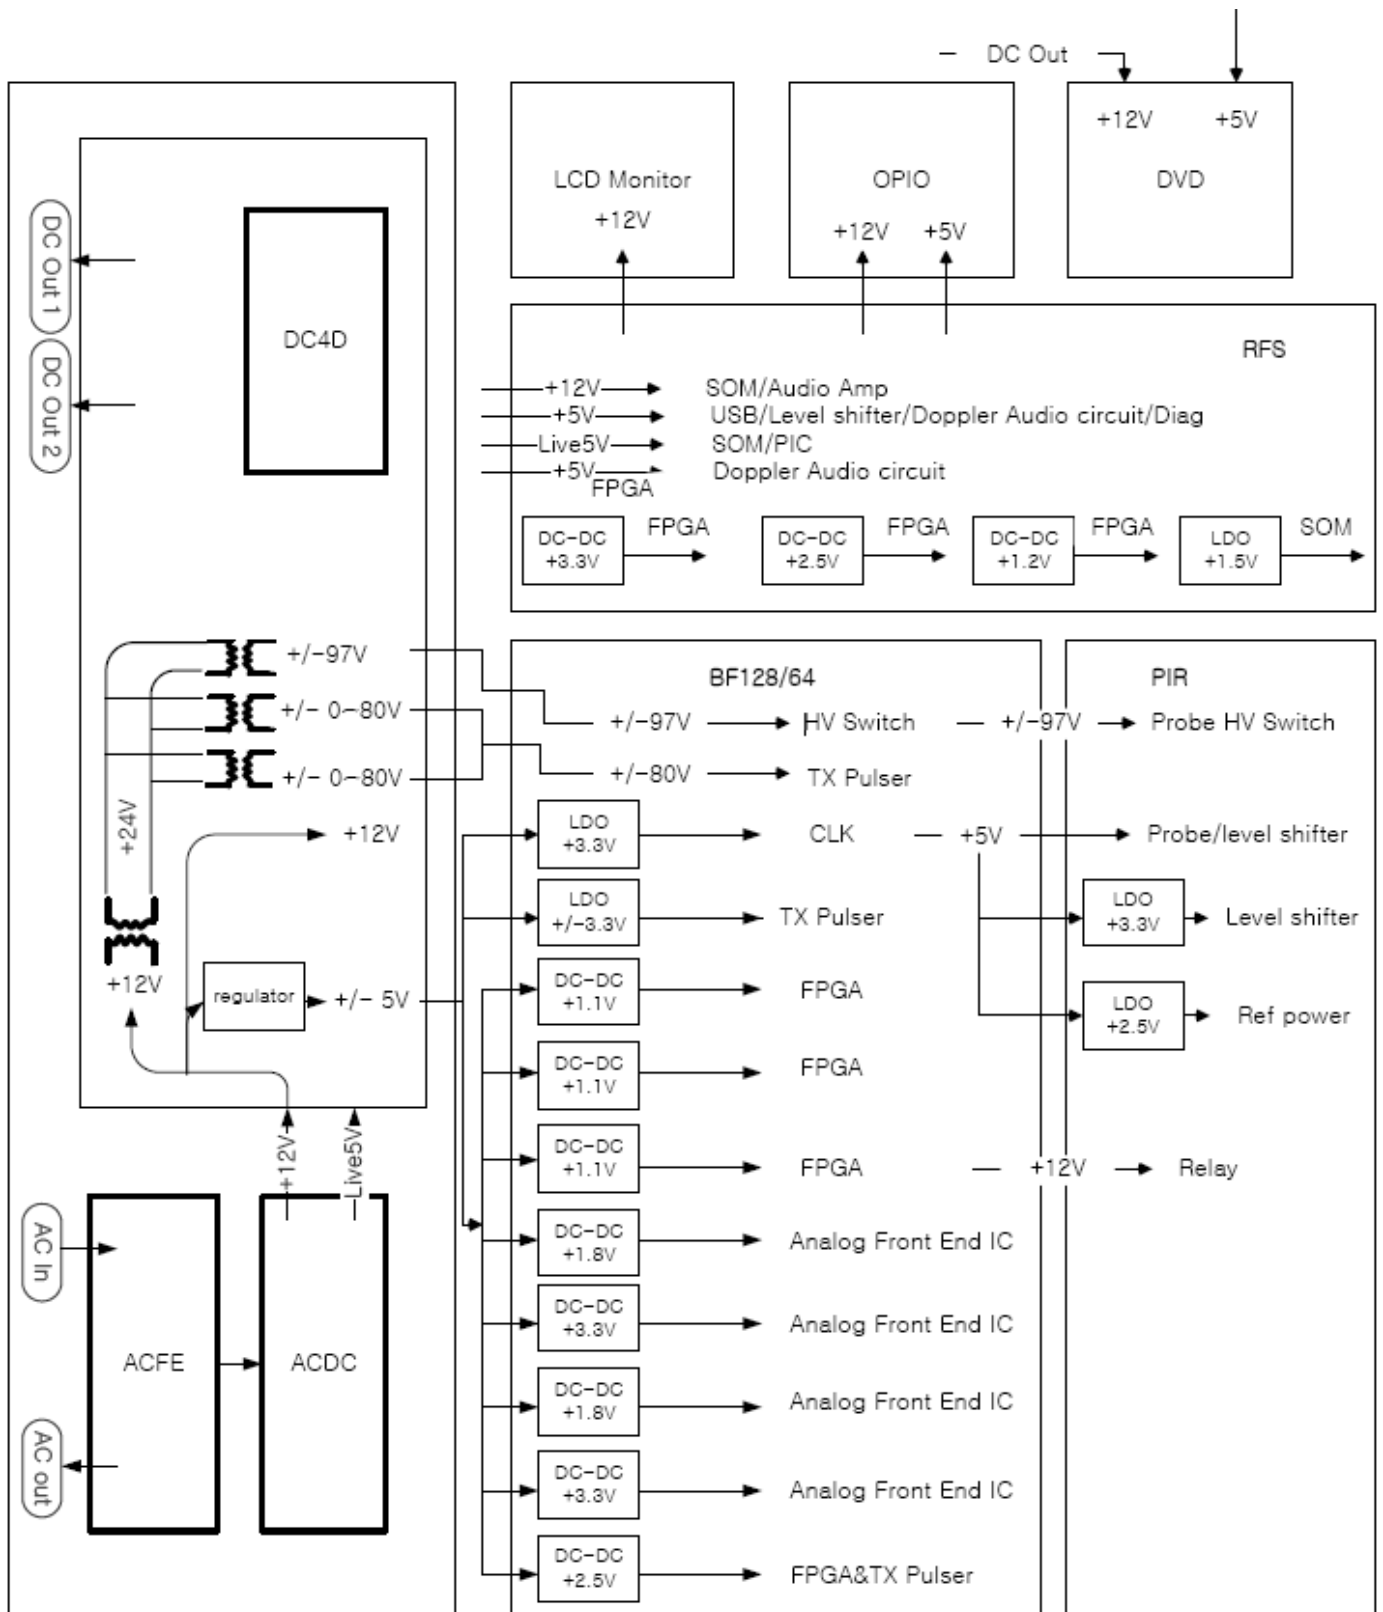 DC Out
+12V
+5V
DVD
LCD Monitor
+12V
OPIO
+12V
+5V
DC Out 1
DC Out 2
DC4D
RFS
+12V
SOM/Audio Amp
+5V
USB/Level shifter/Doppler Audio circuit/Diag
Live5V
SOM/PIC
+5V
Doppler Audio circuit
FPGA
DC-DC
+3.3V
FPGA
DC-DC
+2.5V
FPGA
DC-DC
+1.2V
FPGA
LDO
+1.5V
SOM
+/-97V
+/- 0~80V
+/- 0~80V
+24V
+12V
+12V
regulator
+/- 5V
+12V
Live5V
AC In
AC out
ACFE
ACDC
BF128/64
+/-97V
HV Switch
+/-80V
TX Pulser
LDO
+3.3V
CLK
LDO
+/-3.3V
TX Pulser
DC-DC
+1.1V
FPGA
DC-DC
+1.1V
FPGA
DC-DC
+1.1V
FPGA
DC-DC
+1.8V
Analog Front End IC
DC-DC
+3.3V
Analog Front End IC
DC-DC
+1.8V
Analog Front End IC
DC-DC
+3.3V
Analog Front End IC
DC-DC
+2.5V
FPGA&TX Pulser
PIR
+/-97V
Probe HV Switch
+5V
Probe/level shifter
LDO
+3.3V
Level shifter
LDO
+2.5V
Ref power
+12V
Relay